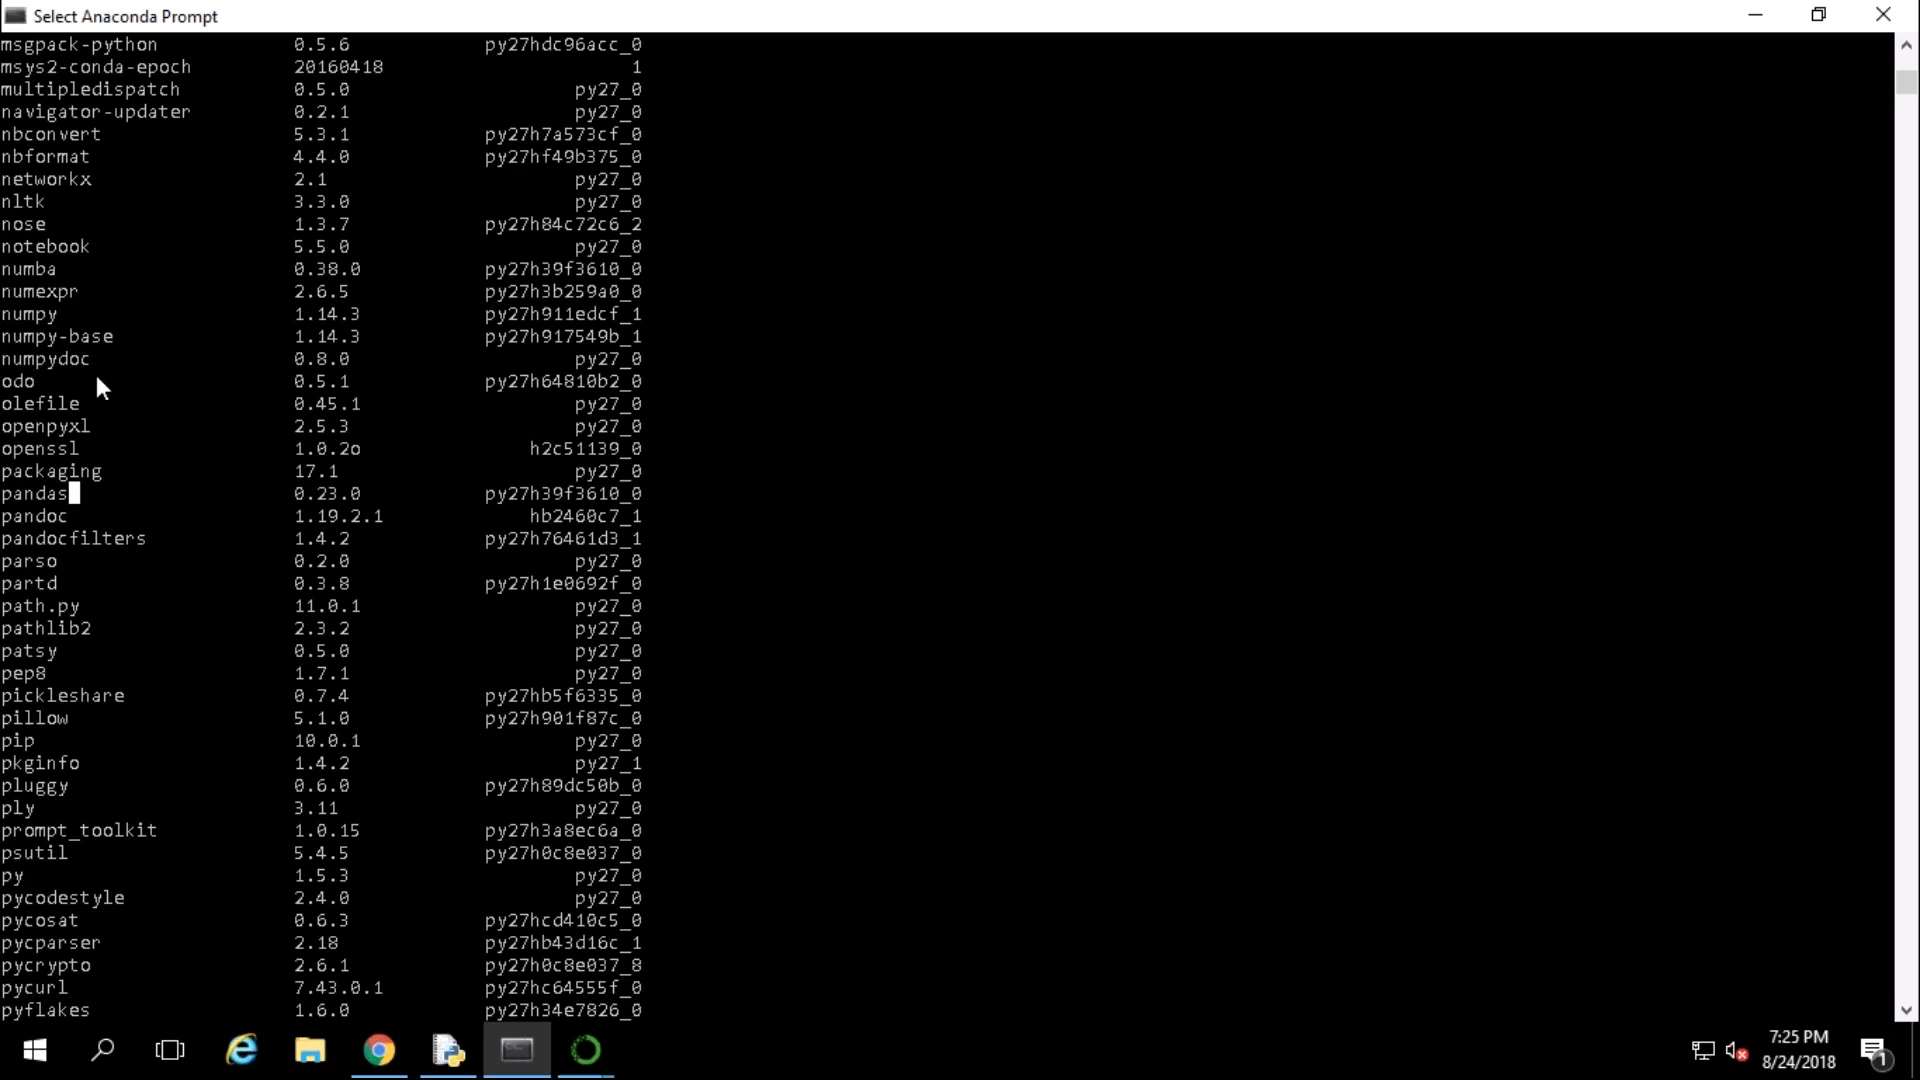 Select Anaconda Prompt
msgpack-python 0.5.6 py27hdc96acc_0
msys2-conda-epoch 20160418 1
multipledispatch 0.5.0 py27_0
navigator-updater 0.2.1 py27_0
nbconvert 5.3.1 py27h7a573cf_0
nbformat 4.4.0 py27hf49b375_0
networkx 2.1 py27_0
nltk 3.3.0 py27_0
nose 1.3.7 py27h84c72c6_2
notebook 5.5.0 py27_0
numba 0.38.0 py27h39f3610_0
numexpr 2.6.5 py27h3b259a0_0
numpy 1.14.3 py27h911edcf_1
numpy-base 1.14.3 py27h917549b_1
numpydoc 0.8.0 py27_0
odo 0.5.1 py27h64810b2_0
olefile 0.45.1 py27_0
openpyxl 2.5.3 py27_0
openssl 1.0.2o h2c51139_0
packaging 17.1 py27_0
pandas 0.23.0 py27h39f3610_0
pandoc 1.19.2.1 hb2460c7_1
pandocfilters 1.4.2 py27h76461d3_1
parso 0.2.0 py27_0
partd 0.3.8 py27h1e0692f_0
path.py 11.0.1 py27_0
pathlib2 2.3.2 py27_0
patsy 0.5.0 py27_0
pep8 1.7.1 py27_0
pickleshare 0.7.4 py27hb5f6335_0
pillow 5.1.0 py27h901f87c_0
pip 10.0.1 py27_0
pkginfo 1.4.2 py27_1
pluggy 0.6.0 py27h89dc50b_0
ply 3.11 py27_0
prompt_toolkit 1.0.15 py27h3a8ec6a_0
psutil 5.4.5 py27h0c8e037_0
py 1.5.3 py27_0
pycodestyle 2.4.0 py27_0
pycosat 0.6.3 py27hcd410c5_0
pycparser 2.18 py27hb43d16c_1
pycrypto 2.6.1 py27h0c8e037_8
pycurl 7.43.0.1 py27hc64555f_0
pyflakes 1.6.0 py27h34e7826_0
7:25 PM
8/24/2018
1